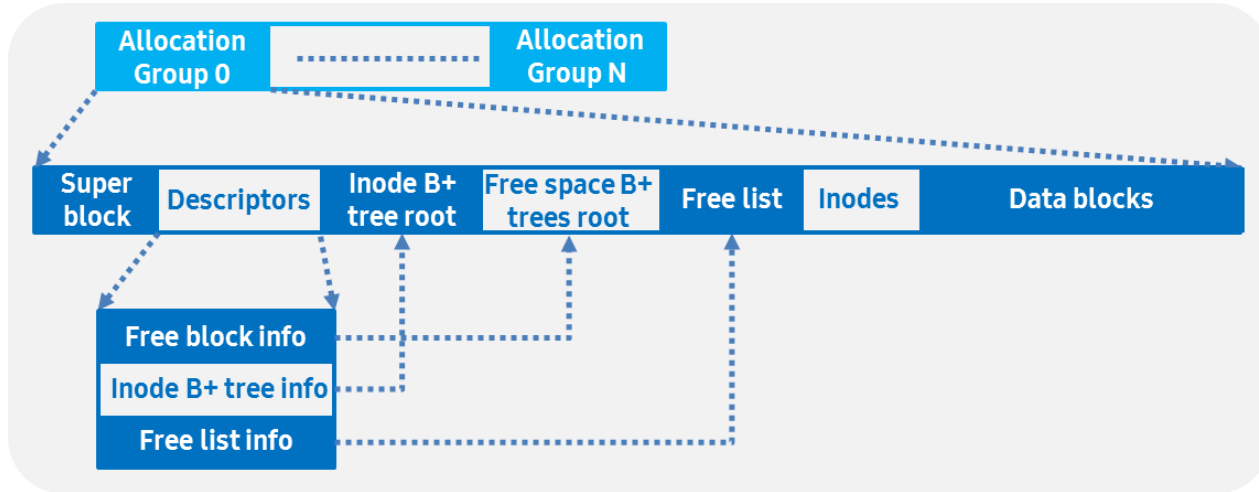 Allocation
Group 0
Allocation
Group N
Super
block
Descriptors
Inode B+
tree root
Free space B+
trees root
Free list
Inodes
Data blocks
Free block info
Inode B+ tree info
Free list info